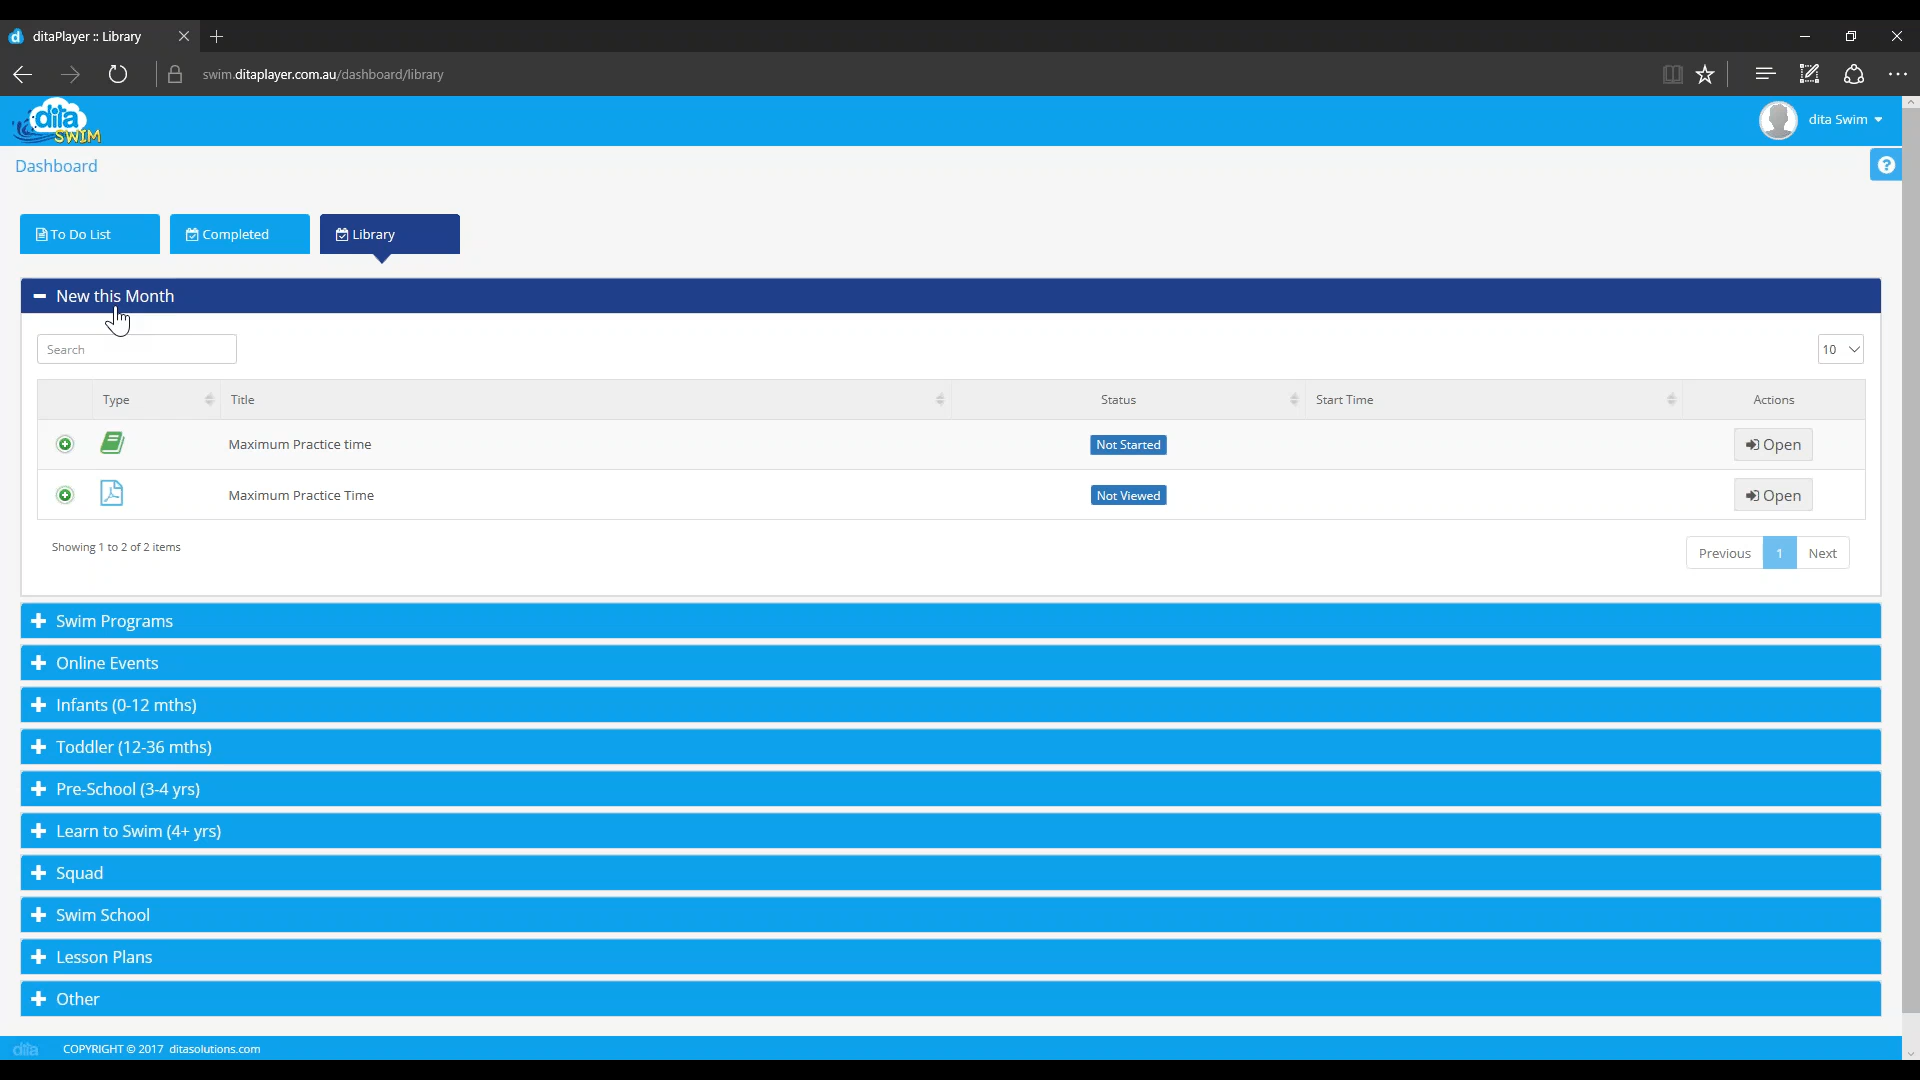 ditaPlayer :: Library
swim.ditaplayer.com.au/dashboard/library
dita SWIM
dita Swim
Dashboard
To Do List
Completed
Library
New this Month
Search
10
Type Title Status Start Time Actions
Maximum Practice time Not Started Open
Maximum Practice Time Not Viewed Open
Showing 1 to 2 of 2 items
Previous 1 Next
Swim Programs
Online Events
Infants (0-12 mths)
Toddler (12-36 mths)
Pre-School (3-4 yrs)
Learn to Swim (4+ yrs)
Squad
Swim School
Lesson Plans
Other
dita COPYRIGHT © 2017 ditasolutions.com